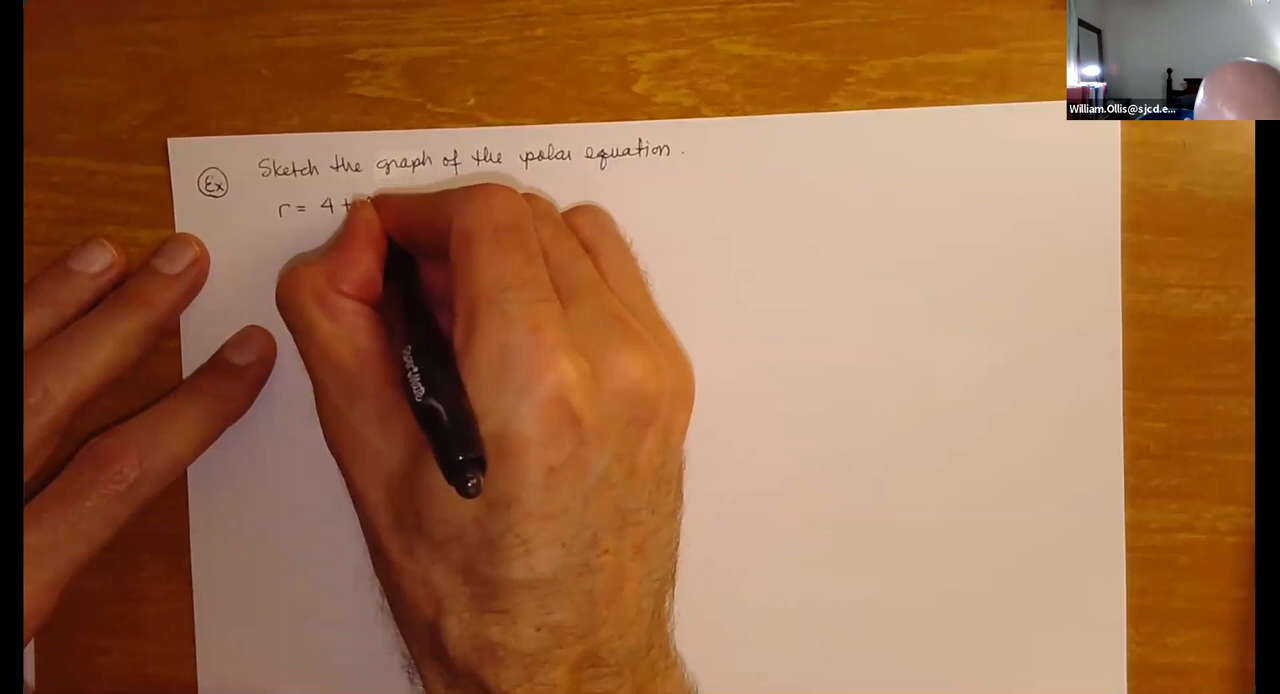 William.Ollis@sjcd.e...
Ex Sketch the graph of the polar equation.
r = 4 +